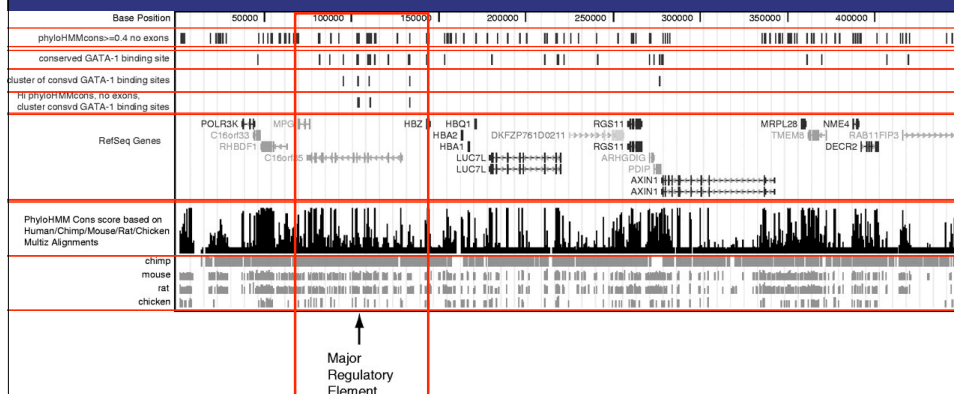 Base Position 50000 100000 150000 200000 250000 300000 350000 400000
phyloHMMcons>=0.4 no exons
conserved GATA-1 binding site
cluster of consvd GATA-1 binding sites
Hi phyloHMMcons, no exons,
cluster consvd GATA-1 binding sites
RefSeq Genes
POLR3K MPG HBZ HBQ1 RGS11 MRPL28 NME4
C16orf33 HBA2 DKFZP761D0211 TMEM8 RAB11FIP3
RHBDF1 HBA1 RGS11 DECR2
C16orf35 LUC7L ARHGDIG
LUC7L PDIP
AXIN1
AXIN1
PhyloHMM Cons score based on
Human/Chimp/Mouse/Rat/Chicken
Multiz Alignments
chimp
mouse
rat
chicken
Major
Regulatory
Element